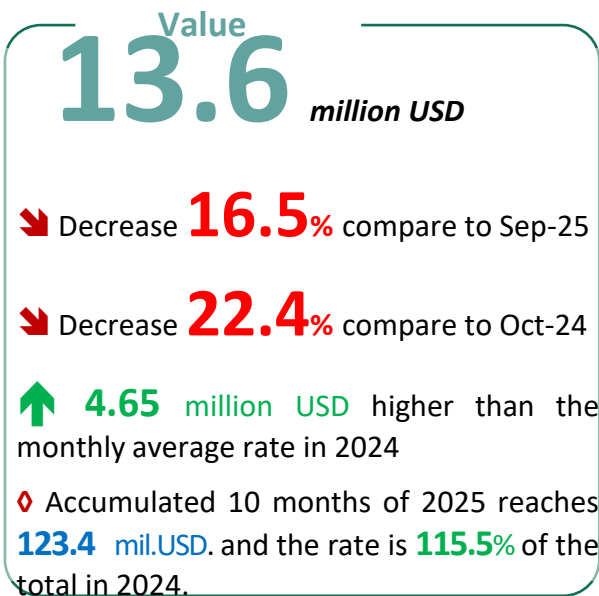 Value
13.6 million USD
Decrease 16.5% compare to Sep-25
Decrease 22.4% compare to Oct-24
4.65 million USD higher than the
monthly average rate in 2024
◊ Accumulated 10 months of 2025 reaches
123.4 mil.USD. and the rate is 115.5% of the
total in 2024.